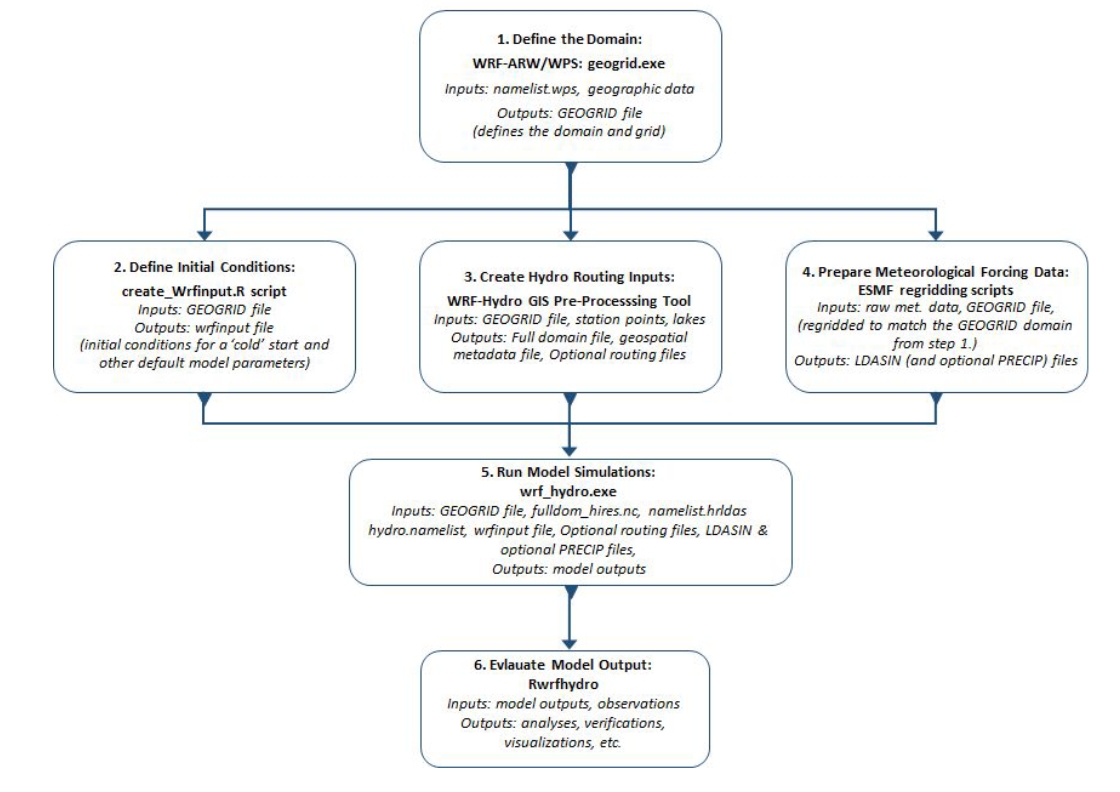 1. Define the Domain:
WRF-ARW/WPS: geogrid.exe
Inputs: namelist.wps, geographic data
Outputs: GEOGRID file
(defines the domain and grid)
2. Define Initial Conditions:
create_Wrfinput.R script
Inputs: GEOGRID file
Outputs: wrfinput file
(initial conditions for a ‘cold’ start and
other default model parameters)
3. Create Hydro Routing Inputs:
WRF-Hydro GIS Pre-Processsing Tool
Inputs: GEOGRID file, station points, lakes
Outputs: Full domain file, geospatial
metadata file, Optional routing files
4. Prepare Meteorological Forcing Data:
ESMF regridding scripts
Inputs: raw met. data, GEOGRID file,
(regridded to match the GEOGRID domain
from step 1.)
Outputs: LDASIN (and optional PRECIP) files
5. Run Model Simulations:
wrf_hydro.exe
Inputs: GEOGRID file, fulldom_hires.nc, namelist.hrldas
hydro.namelist, wrfinput file, Optional routing files, LDASIN &
optional PRECIP files,
Outputs: model outputs
6. Evlauate Model Output:
Rwrfhydro
Inputs: model outputs, observations
Outputs: analyses, verifications,
visualizations, etc.